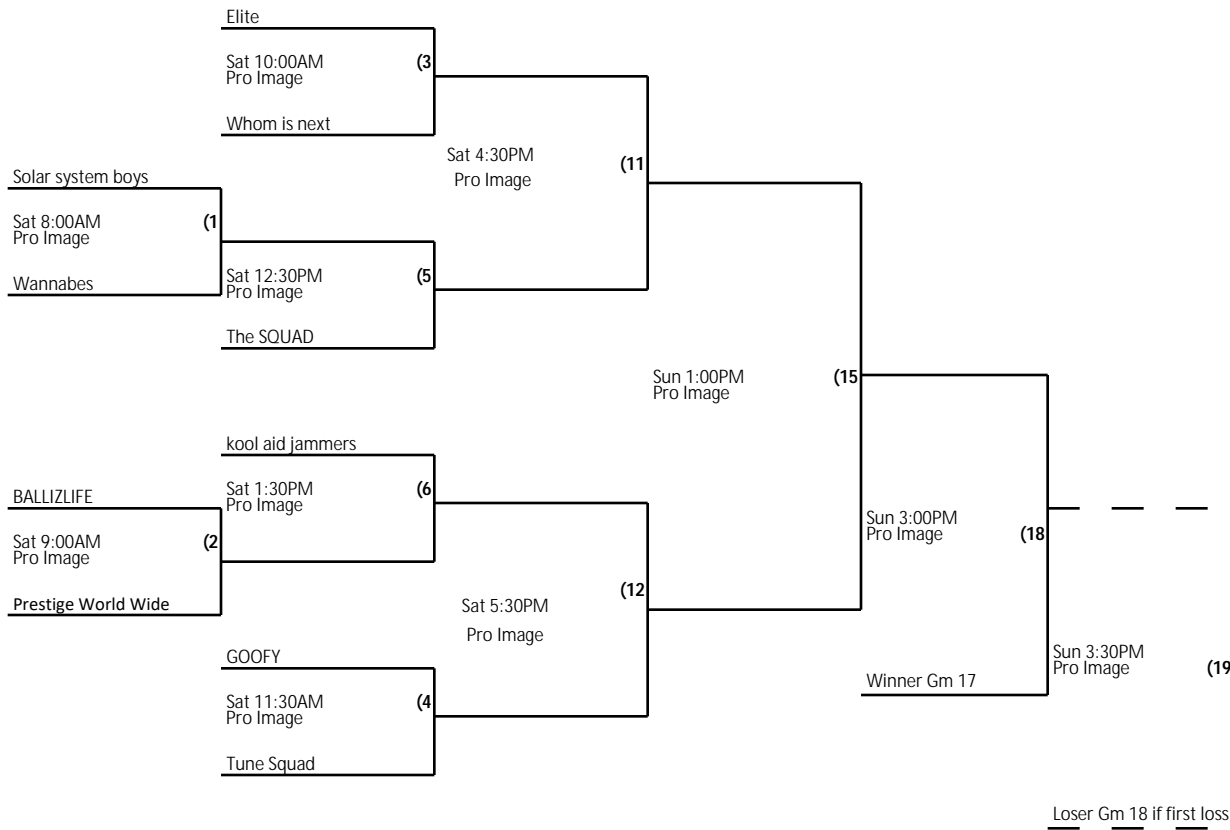 Elite
Sat 10:00AM
Pro Image
(3
Whom is next
Sat 4:30PM
Pro Image
(11
Solar system boys
Sat 8:00AM
Pro Image
(1
Wannabes
Sat 12:30PM
Pro Image
(5
The SQUAD
Sun 1:00PM
Pro Image
(15
kool aid jammers
Sat 1:30PM
Pro Image
(6
BALLIZLIFE
Sat 9:00AM
Pro Image
(2
Prestige World Wide
Sun 3:00PM
Pro Image
(18
Sat 5:30PM
Pro Image
(12
GOOFY
Sat 11:30AM
Pro Image
(4
Tune Squad
Winner Gm 17
Sun 3:30PM
Pro Image
(19
Loser Gm 18 if first loss